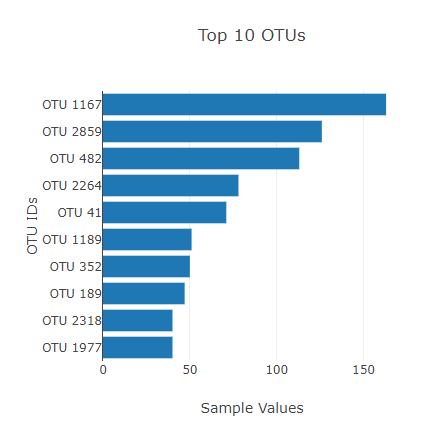 Top 10 OTUs
OTU IDs
OTU 1167
OTU 2859
OTU 482
OTU 2264
OTU 41
OTU 1189
OTU 352
OTU 189
OTU 2318
OTU 1977
0 50 100 150
Sample Values